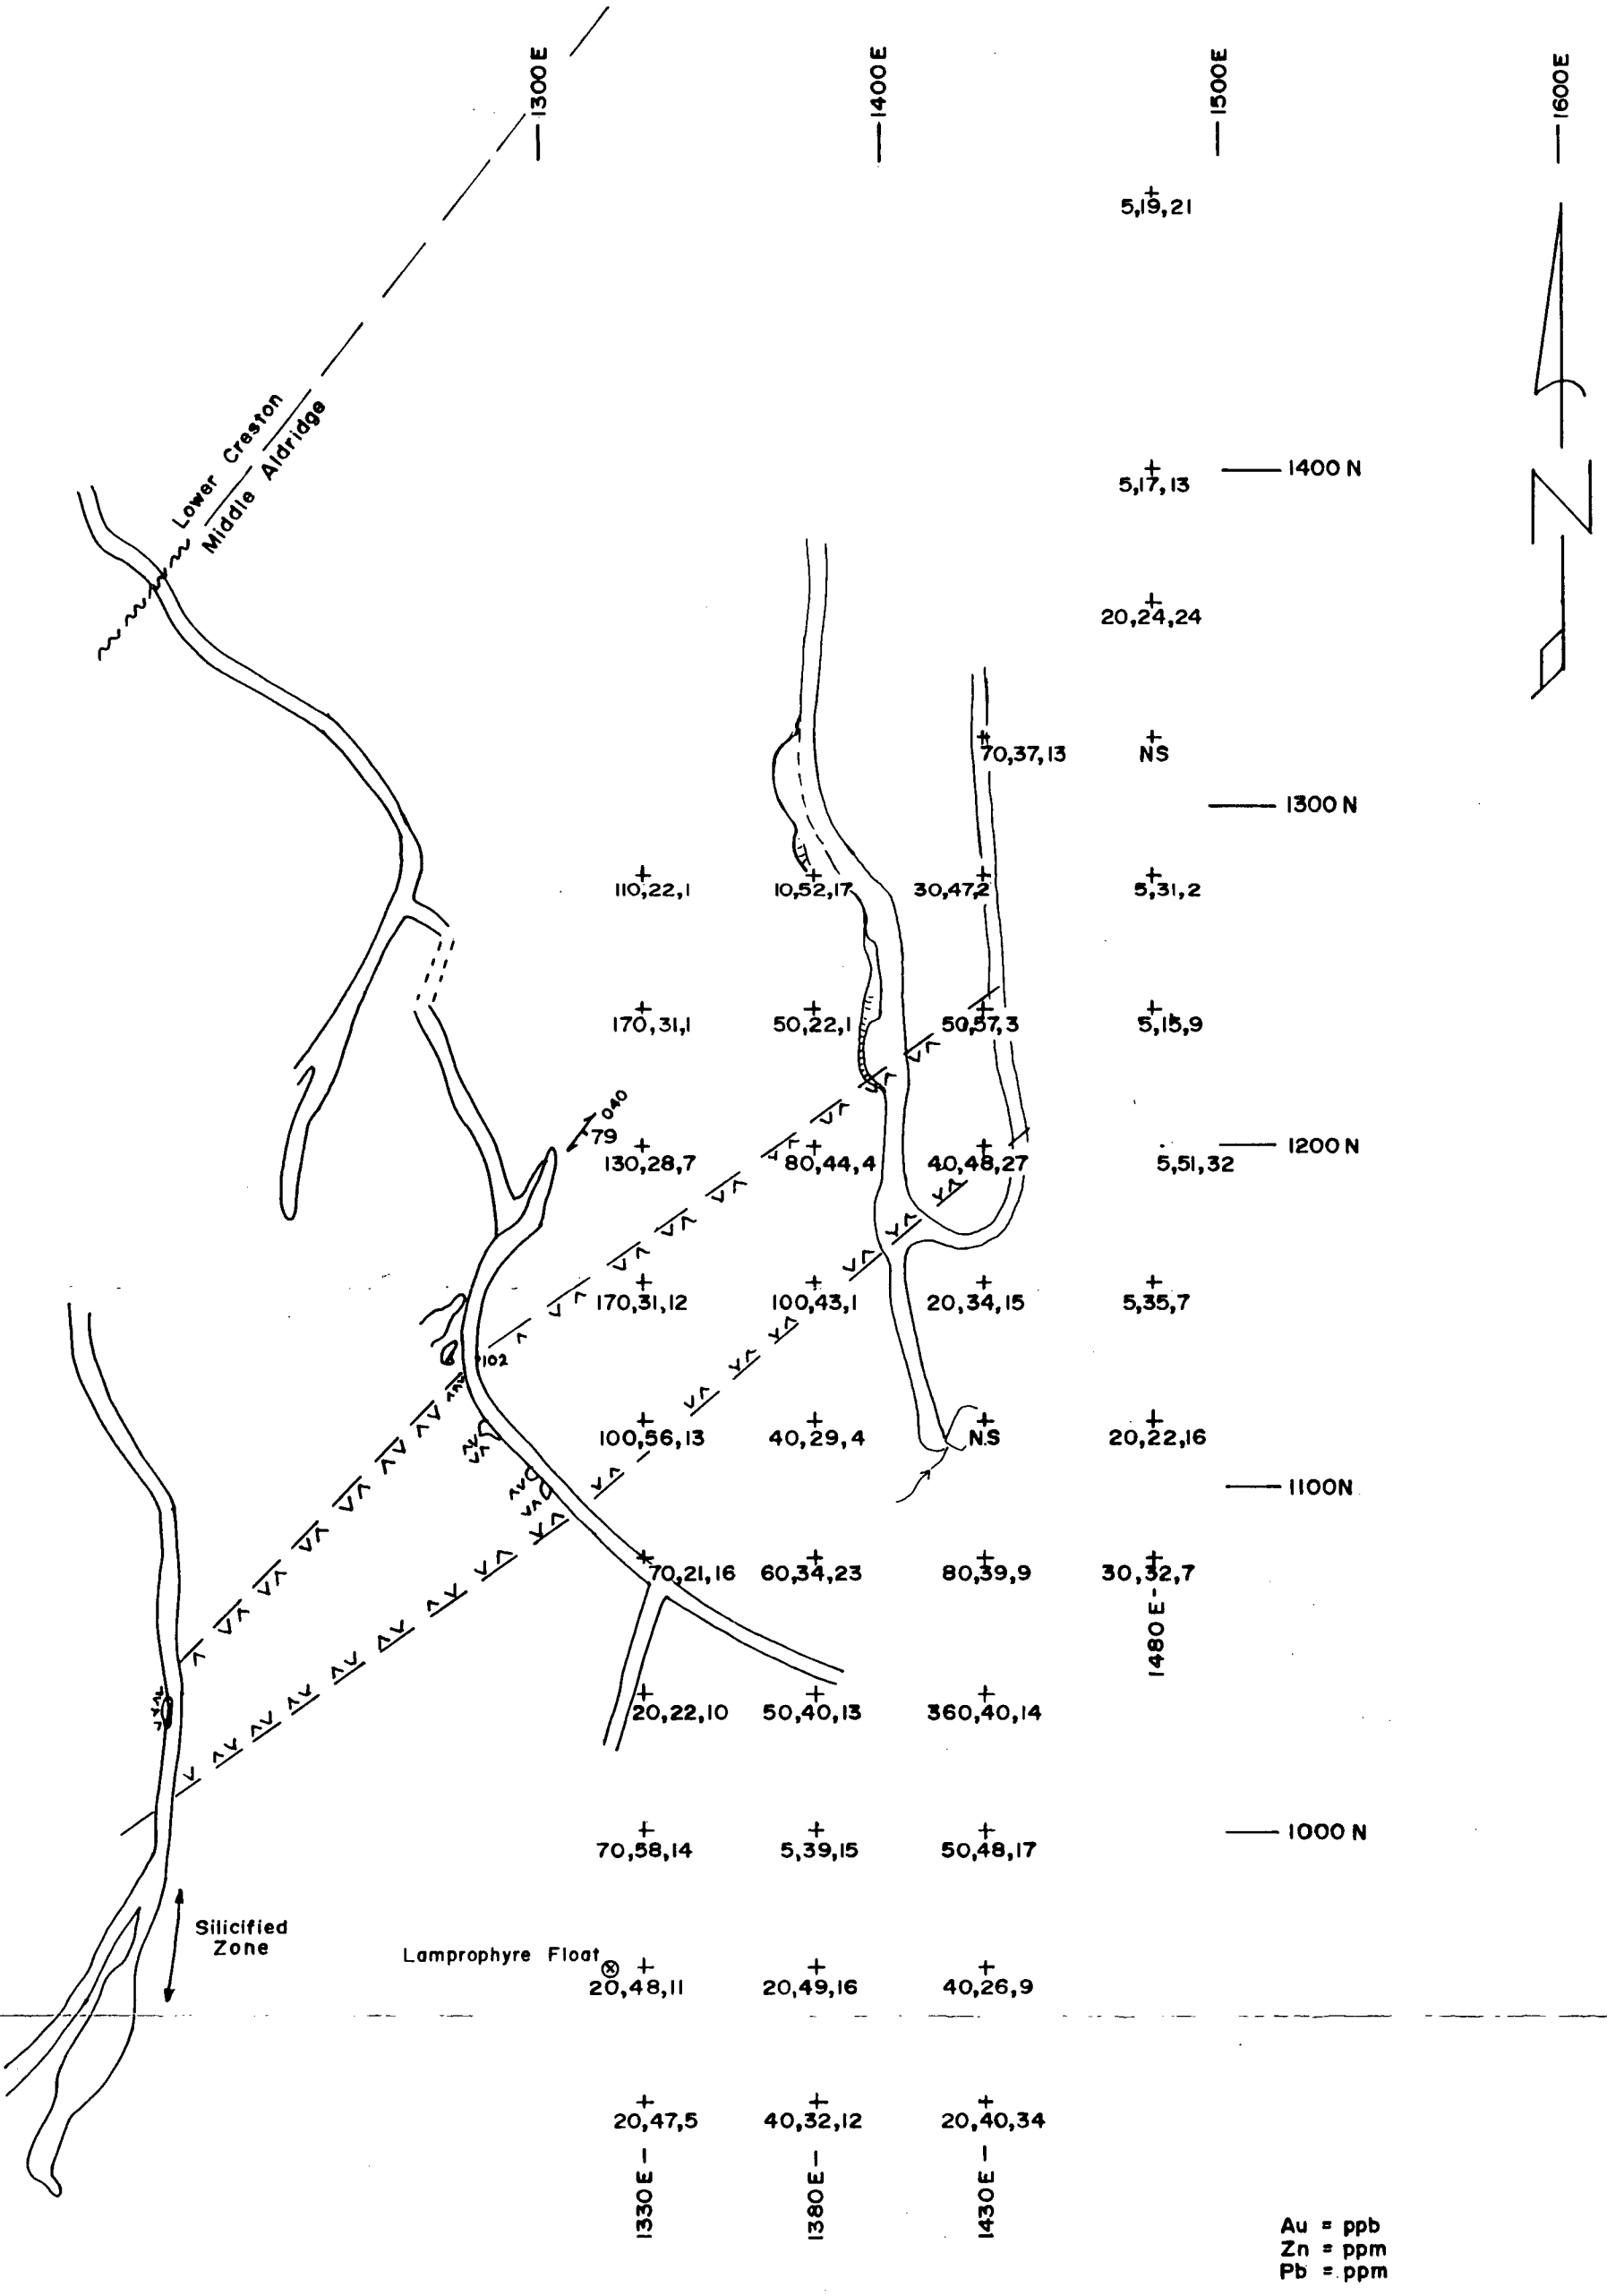 1300E
1400E
1500E
1600E
5,19,21
Lower Creston
Middle Aldridge
5,17,13
1400 N
N
20,24,24
70,37,13
NS
1300 N
110,22,1
10,52,17
30,47,2
5,31,2
170,31,1
50,22,1
50,57,3
5,15,9
040
79
130,28,7
80,44,4
40,48,27
5,51,32
1200 N
170,31,12
100,43,1
20,34,15
5,35,7
102
100,56,13
40,29,4
N.S
20,22,16
1100N
70,21,16
60,34,23
80,39,9
30,32,7
1480 E
20,22,10
50,40,13
360,40,14
1000 N
70,58,14
5,39,15
50,48,17
Silicified
Zone
Lamprophyre Float
20,48,11
20,49,16
40,26,9
20,47,5
40,32,12
20,40,34
1330E
1380E
1430E
Au = ppb
Zn = ppm
Pb = ppm